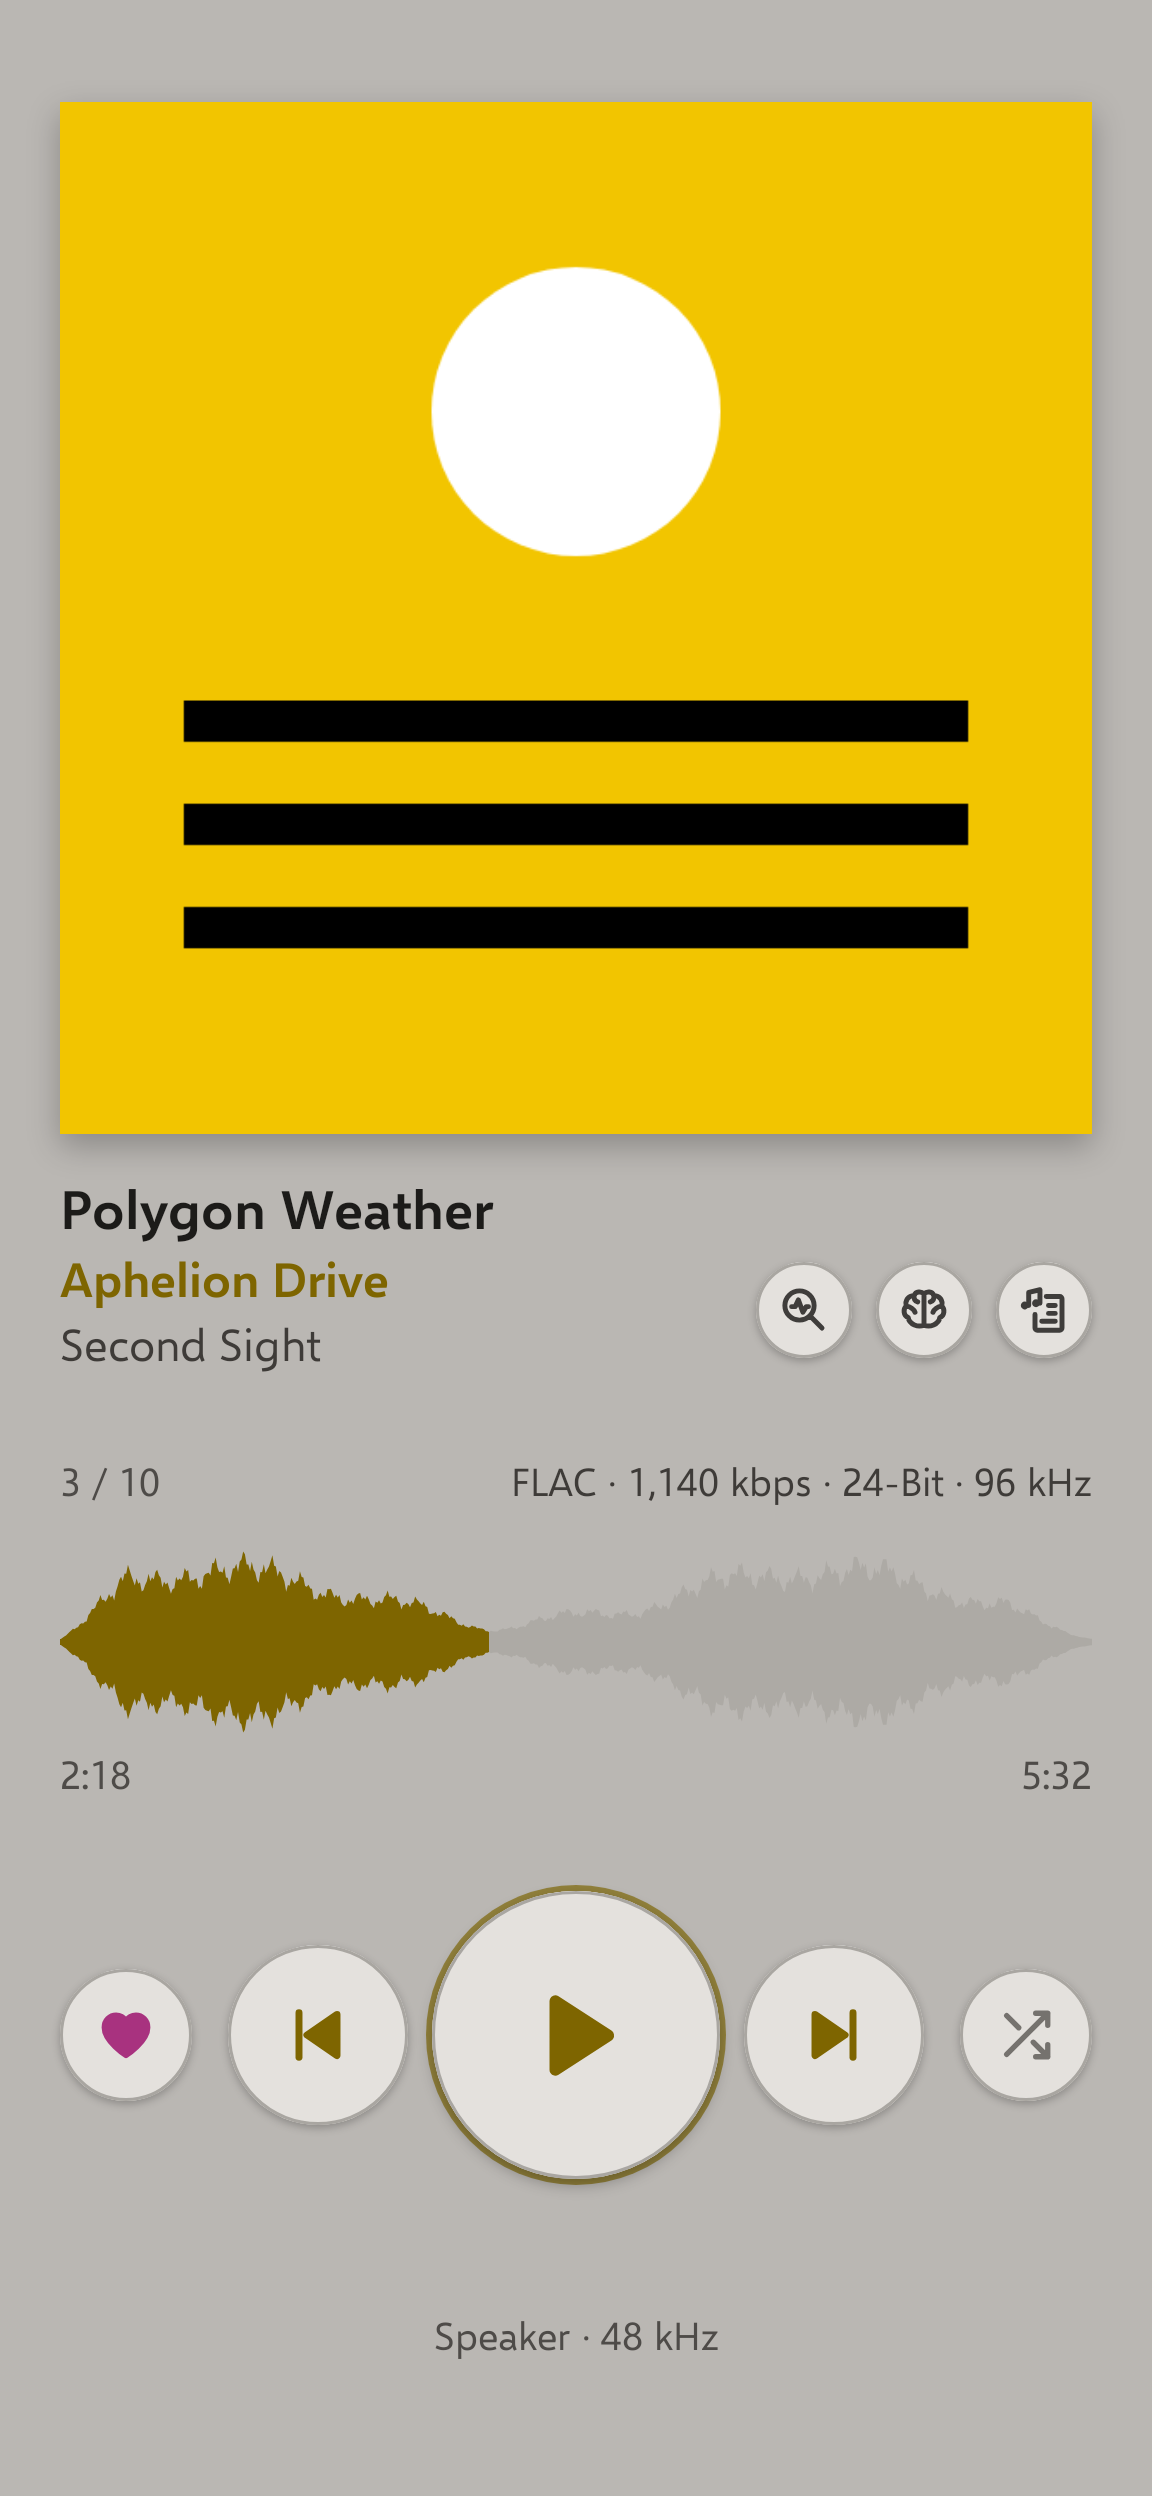 Polygon Weather
Aphelion Drive
Second Sight
3 / 10
FLAC · 1,140 kbps · 24-Bit · 96 kHz
2:18
5:32
Speaker · 48 kHz